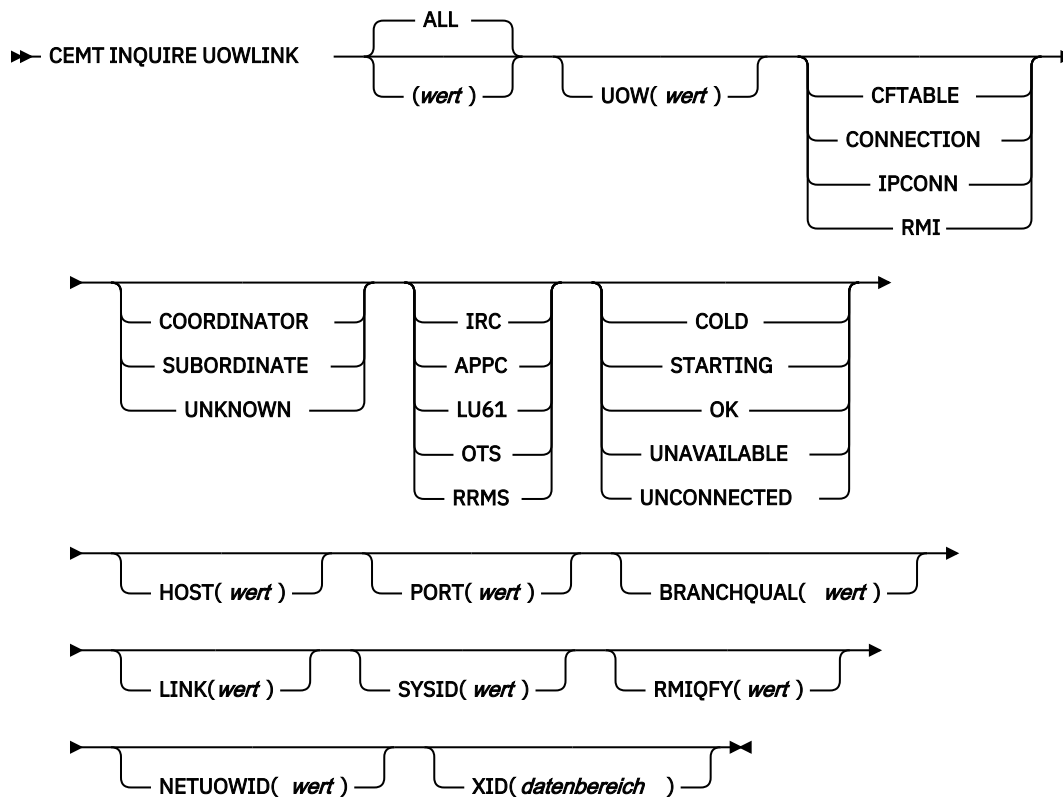 ALL
CEMT INQUIRE UOWLINK
(wert)
UOW(wert)
CFTABLE
CONNECTION
IPCONN
RMI
COORDINATOR
SUBORDINATE
UNKNOWN
IRC
APPC
LU61
OTS
RRMS
COLD
STARTING
OK
UNAVAILABLE
UNCONNECTED
HOST(wert)
PORT(wert)
BRANCHQUAL(wert)
LINK(wert)
SYSID(wert)
RMIQFY(wert)
NETUOWID(wert)
XID(datenbereich)